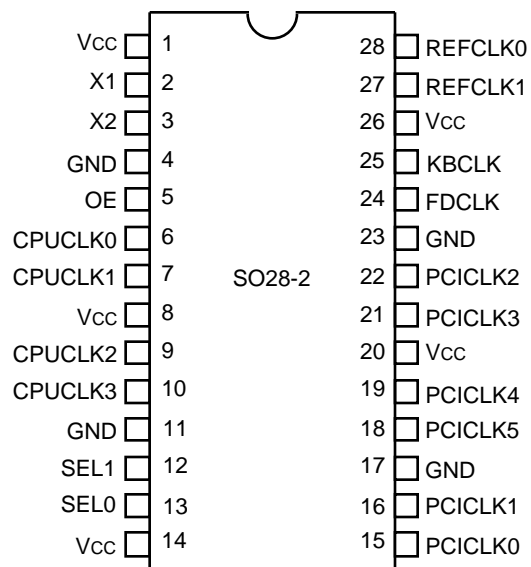 Vcc 1 28 REFCLK0
X1 2 27 REFCLK1
X2 3 26 Vcc
GND 4 25 KBCLK
OE 5 24 FDCLK
CPUCLK0 6 23 GND
CPUCLK1 7 SO28-2 22 PCICLK2
Vcc 8 21 PCICLK3
CPUCLK2 9 20 Vcc
CPUCLK3 10 19 PCICLK4
GND 11 18 PCICLK5
SEL1 12 17 GND
SEL0 13 16 PCICLK1
Vcc 14 15 PCICLK0